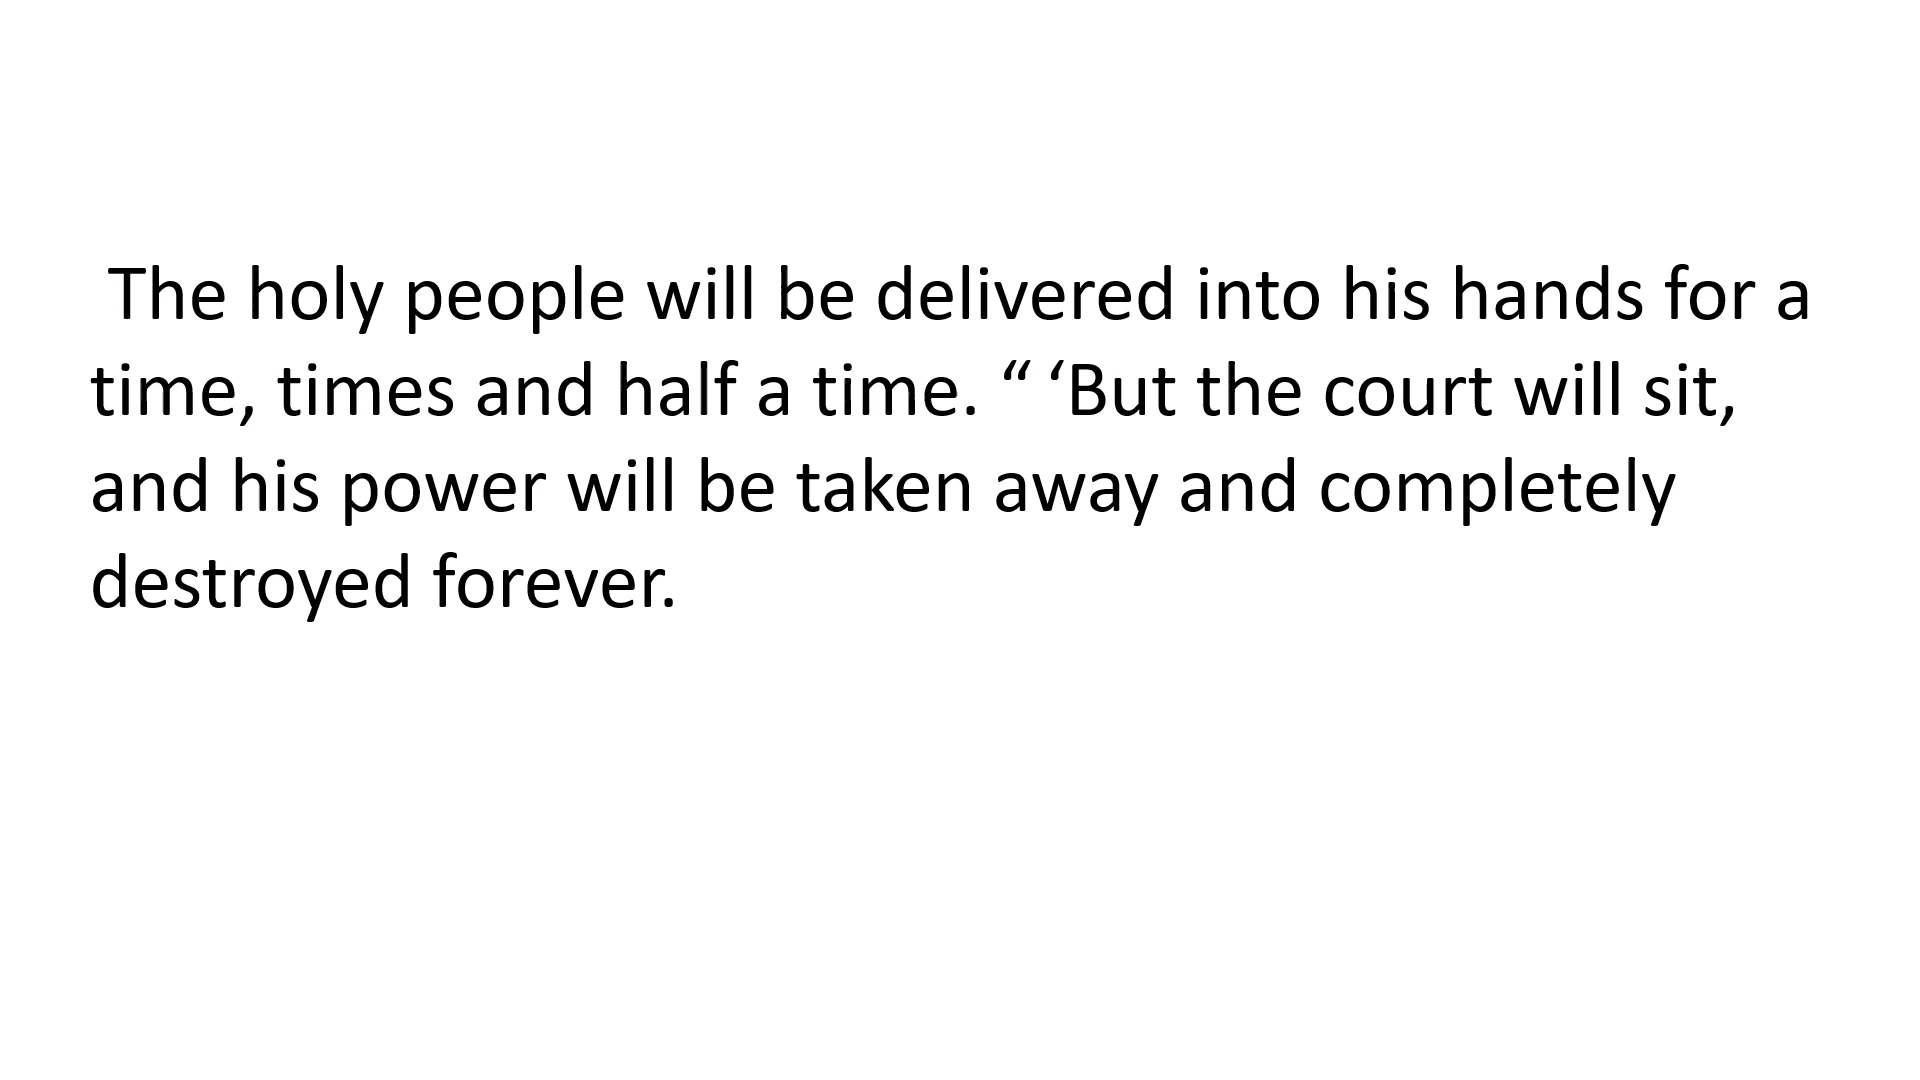 The holy people will be delivered into his hands for a
time, times and half a time. “ ‘But the court will sit,
and his power will be taken away and completely
destroyed forever.